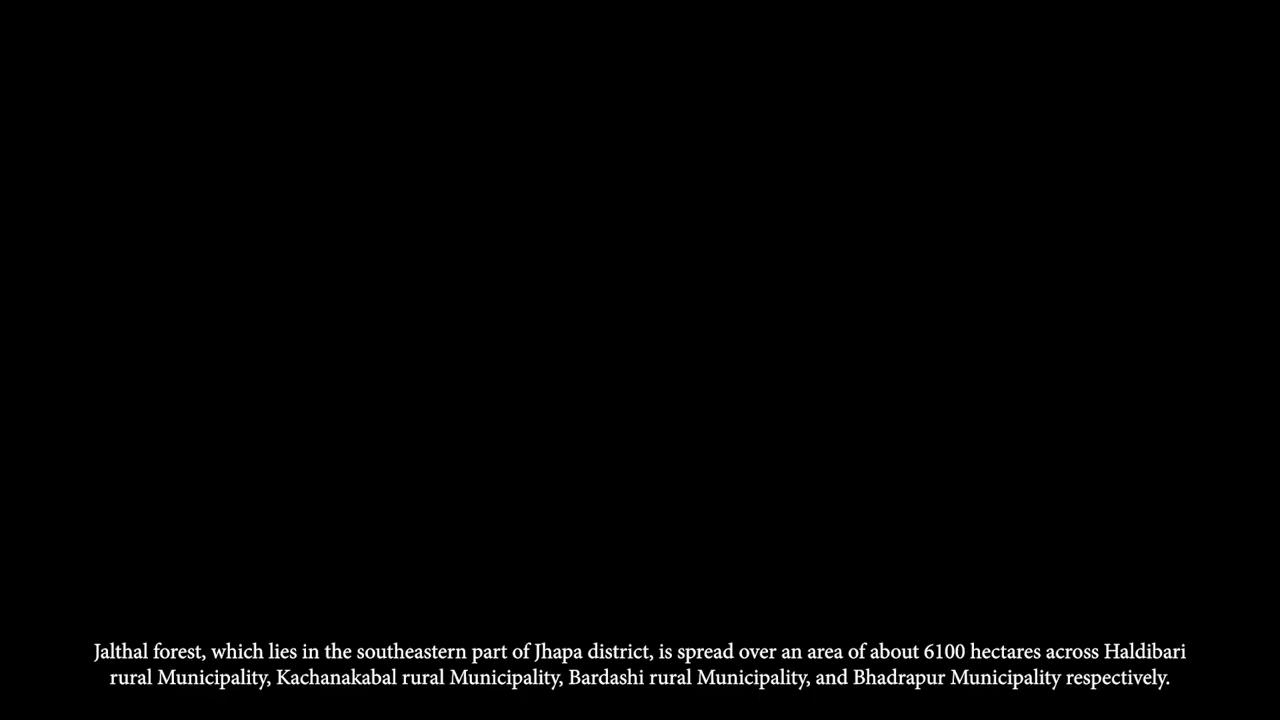 Jalthal forest, which lies in the southeastern part of Jhapa district, is spread over an area of about 6100 hectares across Haldibari
rural Municipality, Kachanakabal rural Municipality, Bardashi rural Municipality, and Bhadrapur Municipality respectively.